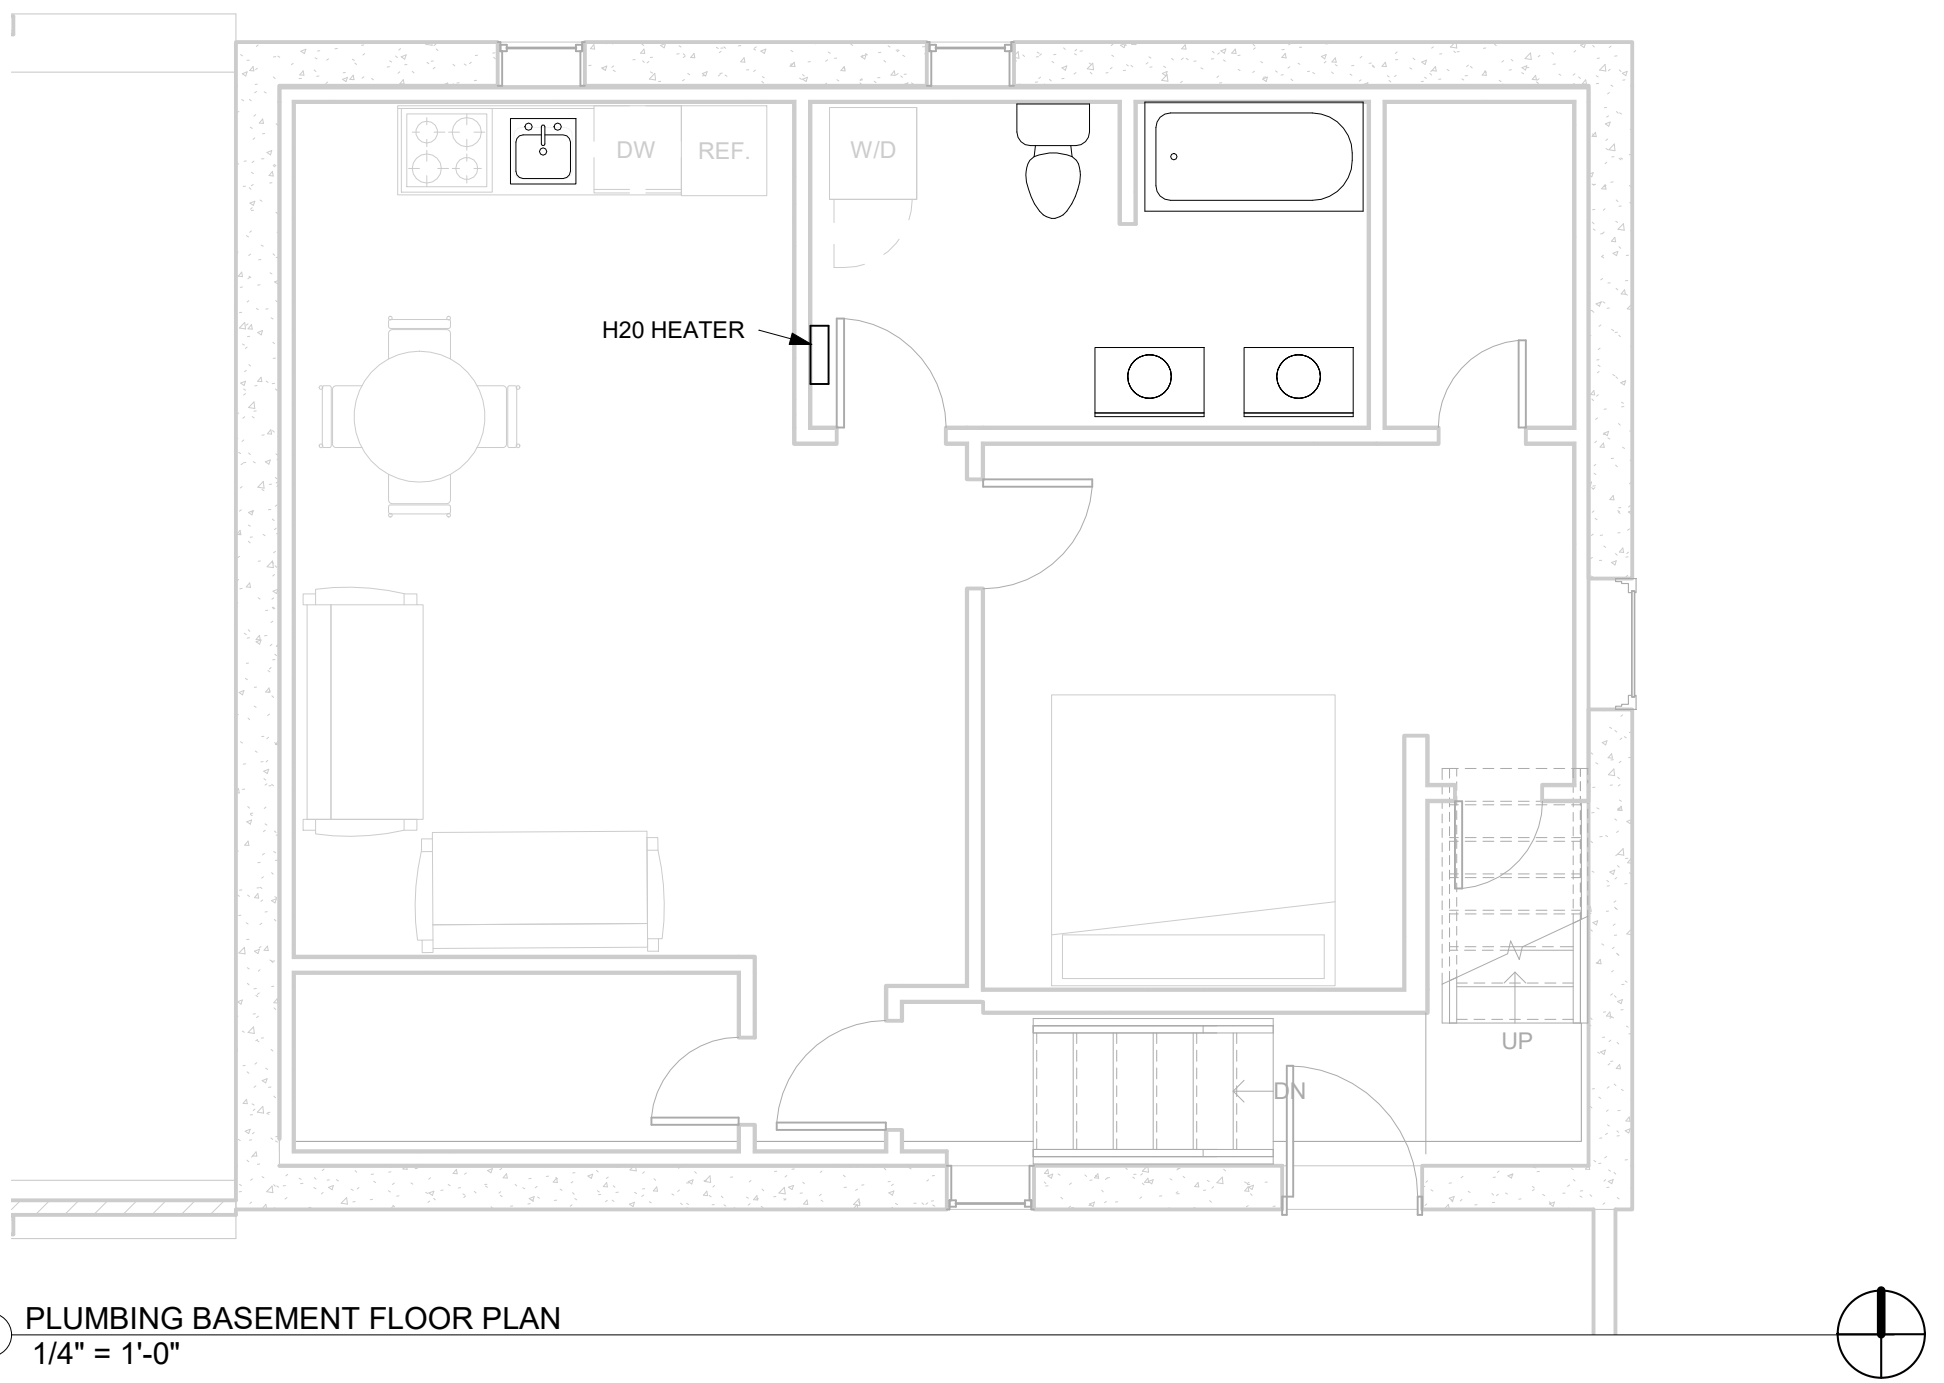 DW
REF.
W/D
H20 HEATER
UP
DN
PLUMBING BASEMENT FLOOR PLAN
1/4" = 1'-0"